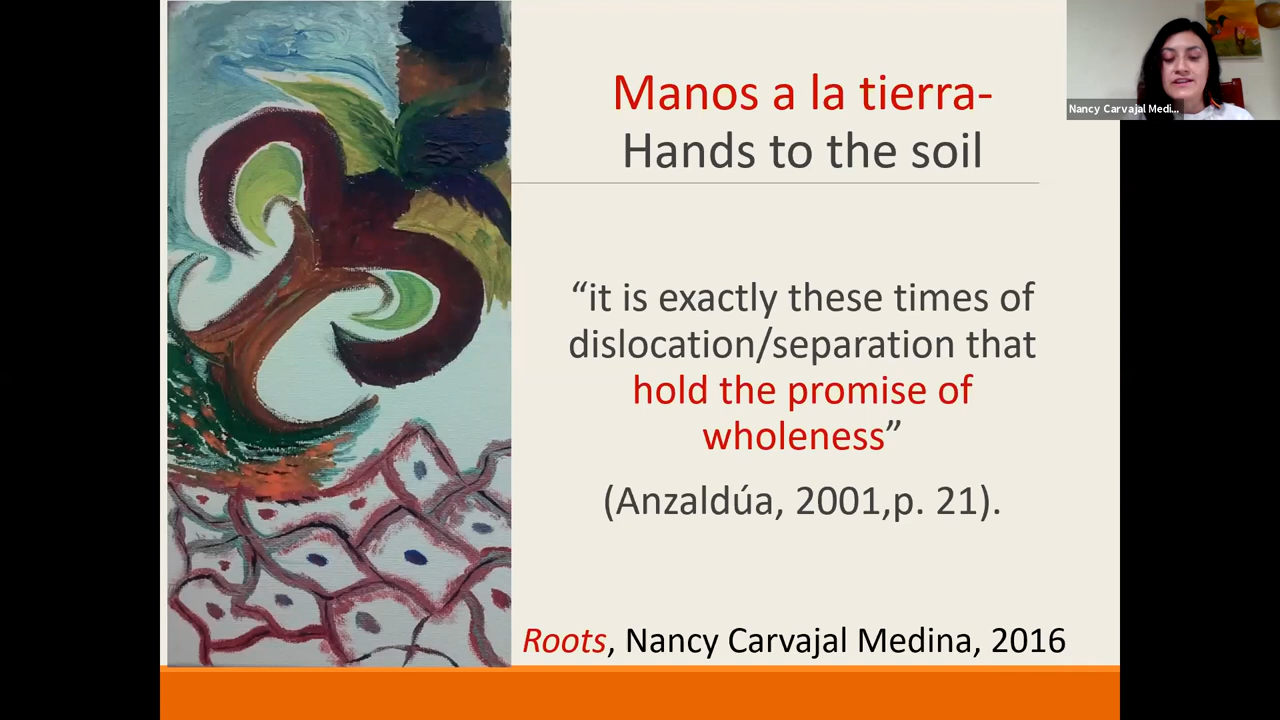 Manos a la tierra-
Hands to the soil
“it is exactly these times of
dislocation/separation that
hold the promise of
wholeness”
(Anzaldúa, 2001,p. 21).
Roots, Nancy Carvajal Medina, 2016
Nancy Carvajal Medi...